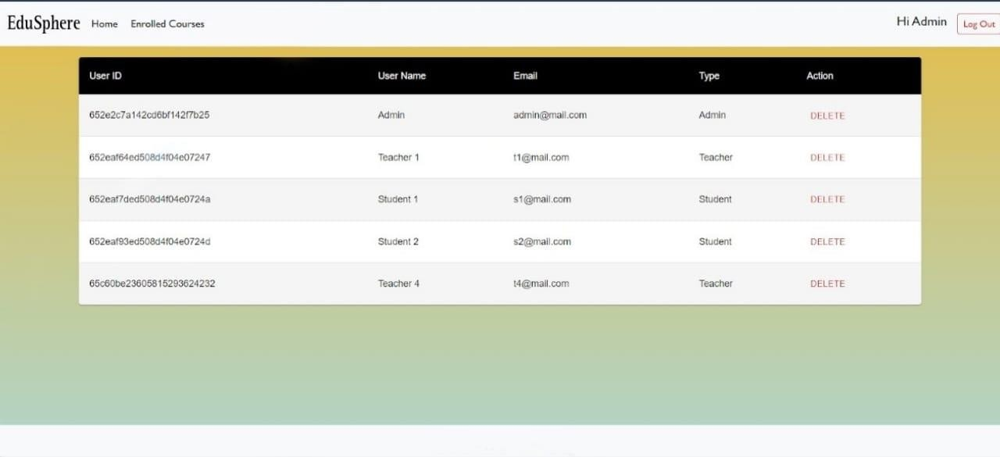 EduSphere Home Enrolled Courses Hi Admin Log Out
User ID User Name Email Type Action
652e2c7a142cd6bf142f7b25 Admin admin@mail.com Admin DELETE
652eaf64ed508d4f04e07247 Teacher 1 t1@mail.com Teacher DELETE
652eaf7ded508d4f04e0724a Student 1 s1@mail.com Student DELETE
652eaf93ed508d4f04e0724d Student 2 s2@mail.com Student DELETE
65c60be23605815293624232 Teacher 4 t4@mail.com Teacher DELETE